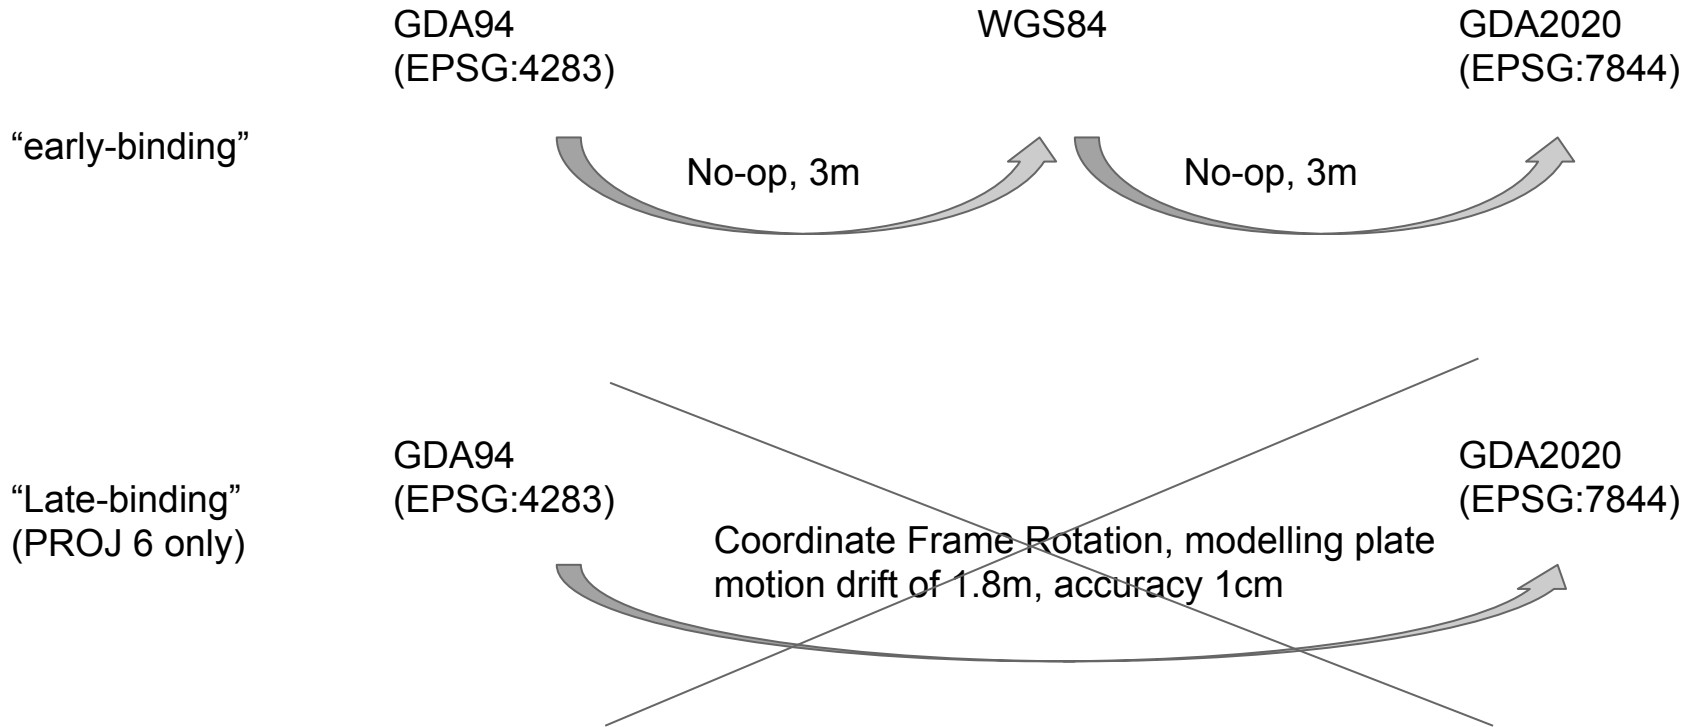 GDA94
(EPSG:4283)
WGS84
GDA2020
(EPSG:7844)
“early-binding”
No-op, 3m
No-op, 3m
GDA94
(EPSG:4283)
GDA2020
(EPSG:7844)
“Late-binding”
(PROJ 6 only)
Coordinate Frame Rotation, modelling plate
motion drift of 1.8m, accuracy 1cm